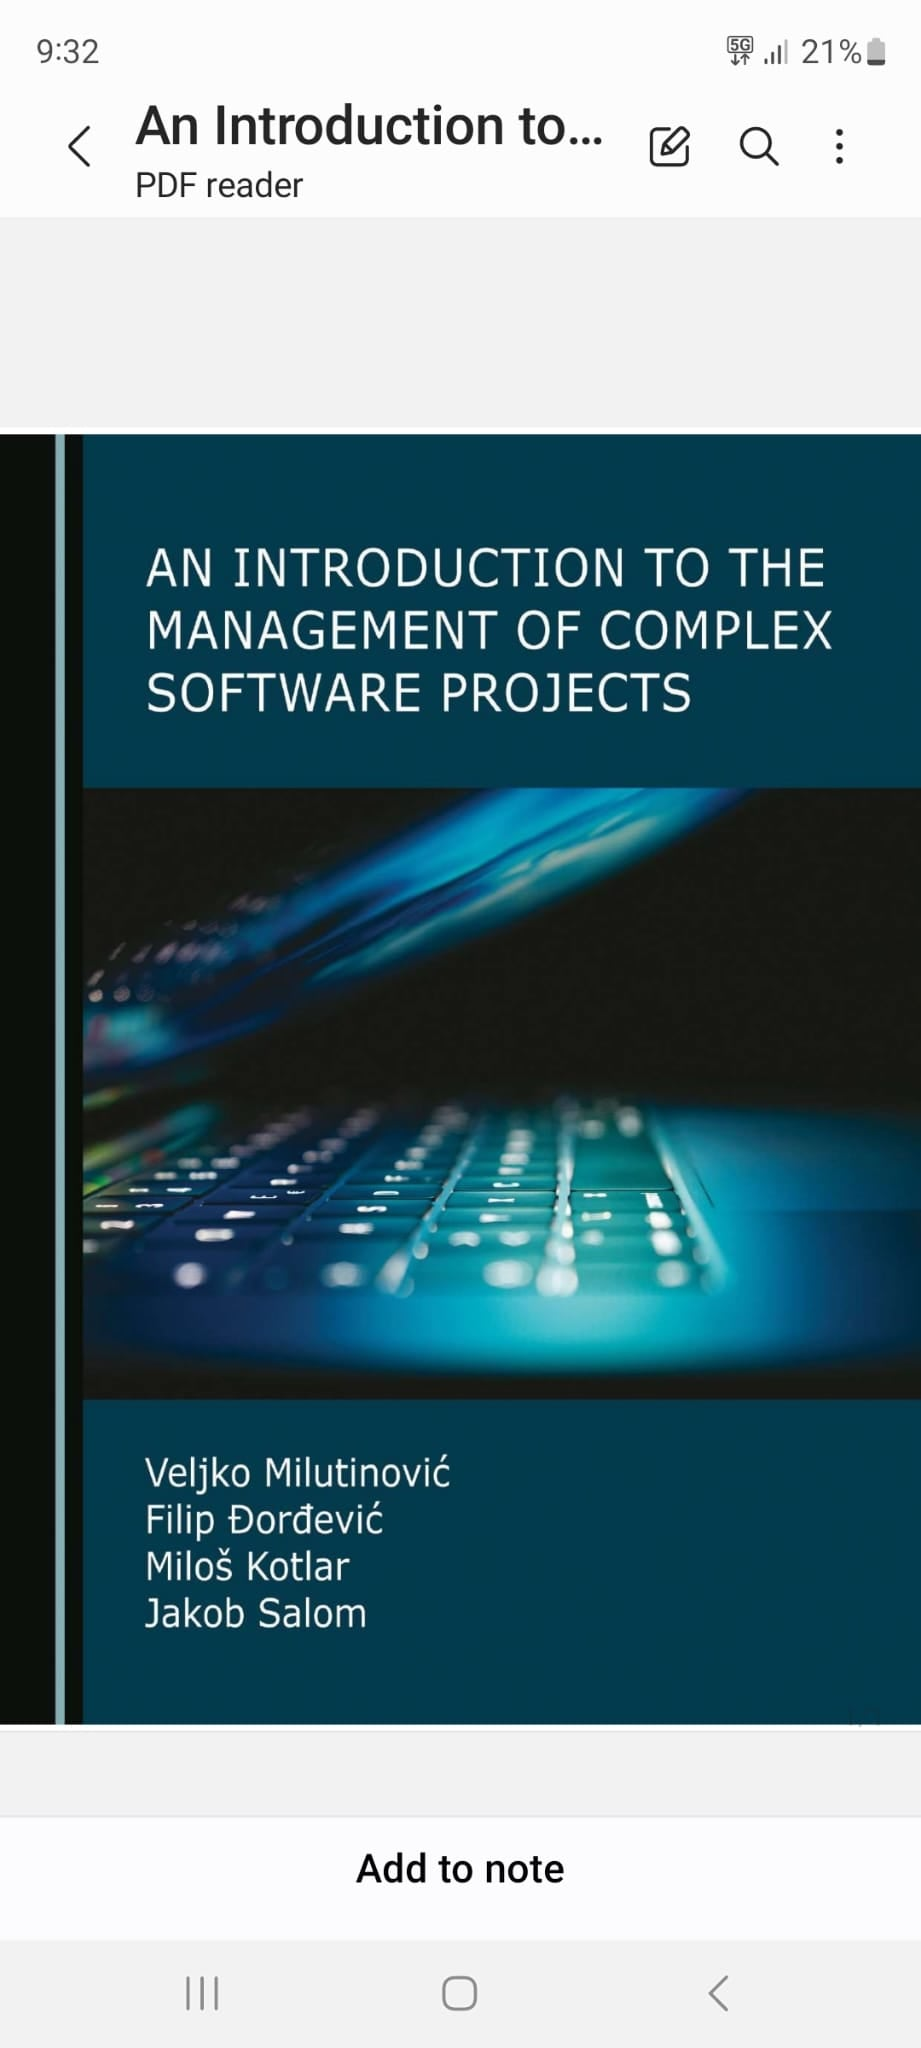 9:32
5G
21%
An Introduction to...
PDF reader
AN INTRODUCTION TO THE
MANAGEMENT OF COMPLEX
SOFTWARE PROJECTS
Veljko Milutinović
Filip Đorđević
Miloš Kotlar
Jakob Salom
Add to note